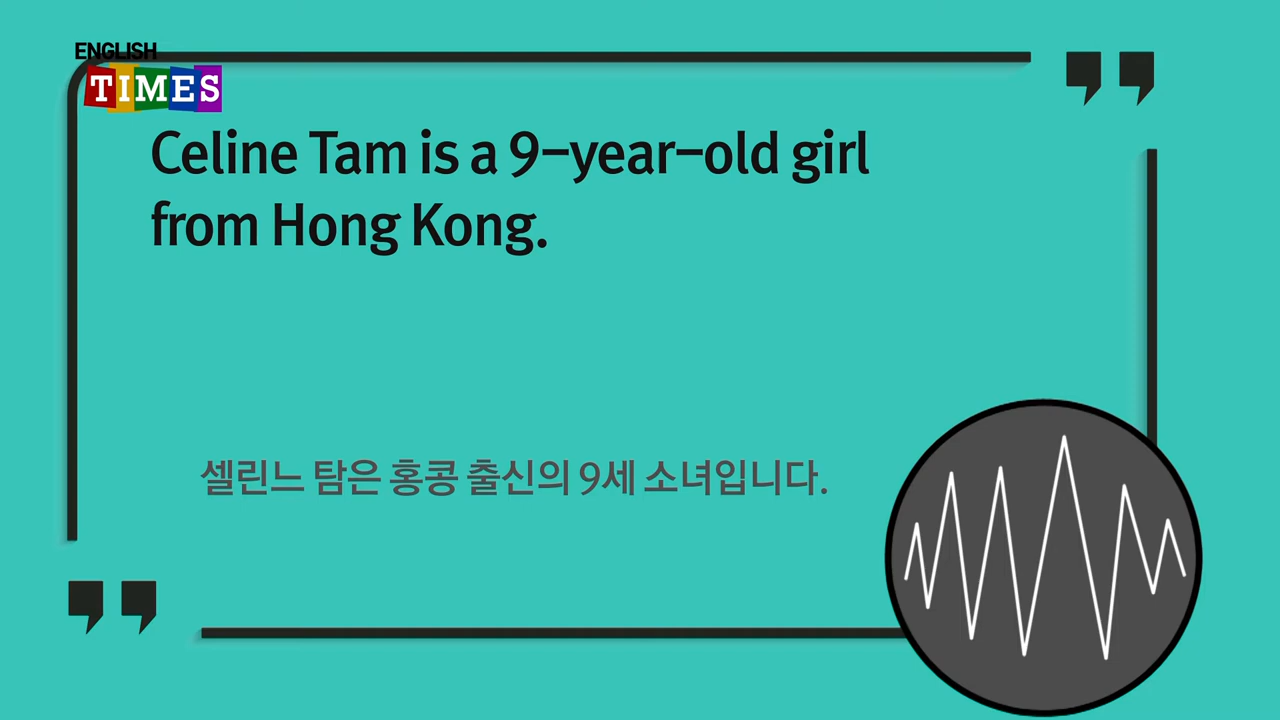 ENGLISH
TIMES
Celine Tam is a 9-year-old girl
from Hong Kong.
셀린느 탐은 홍콩 출신의 9세 소녀입니다.